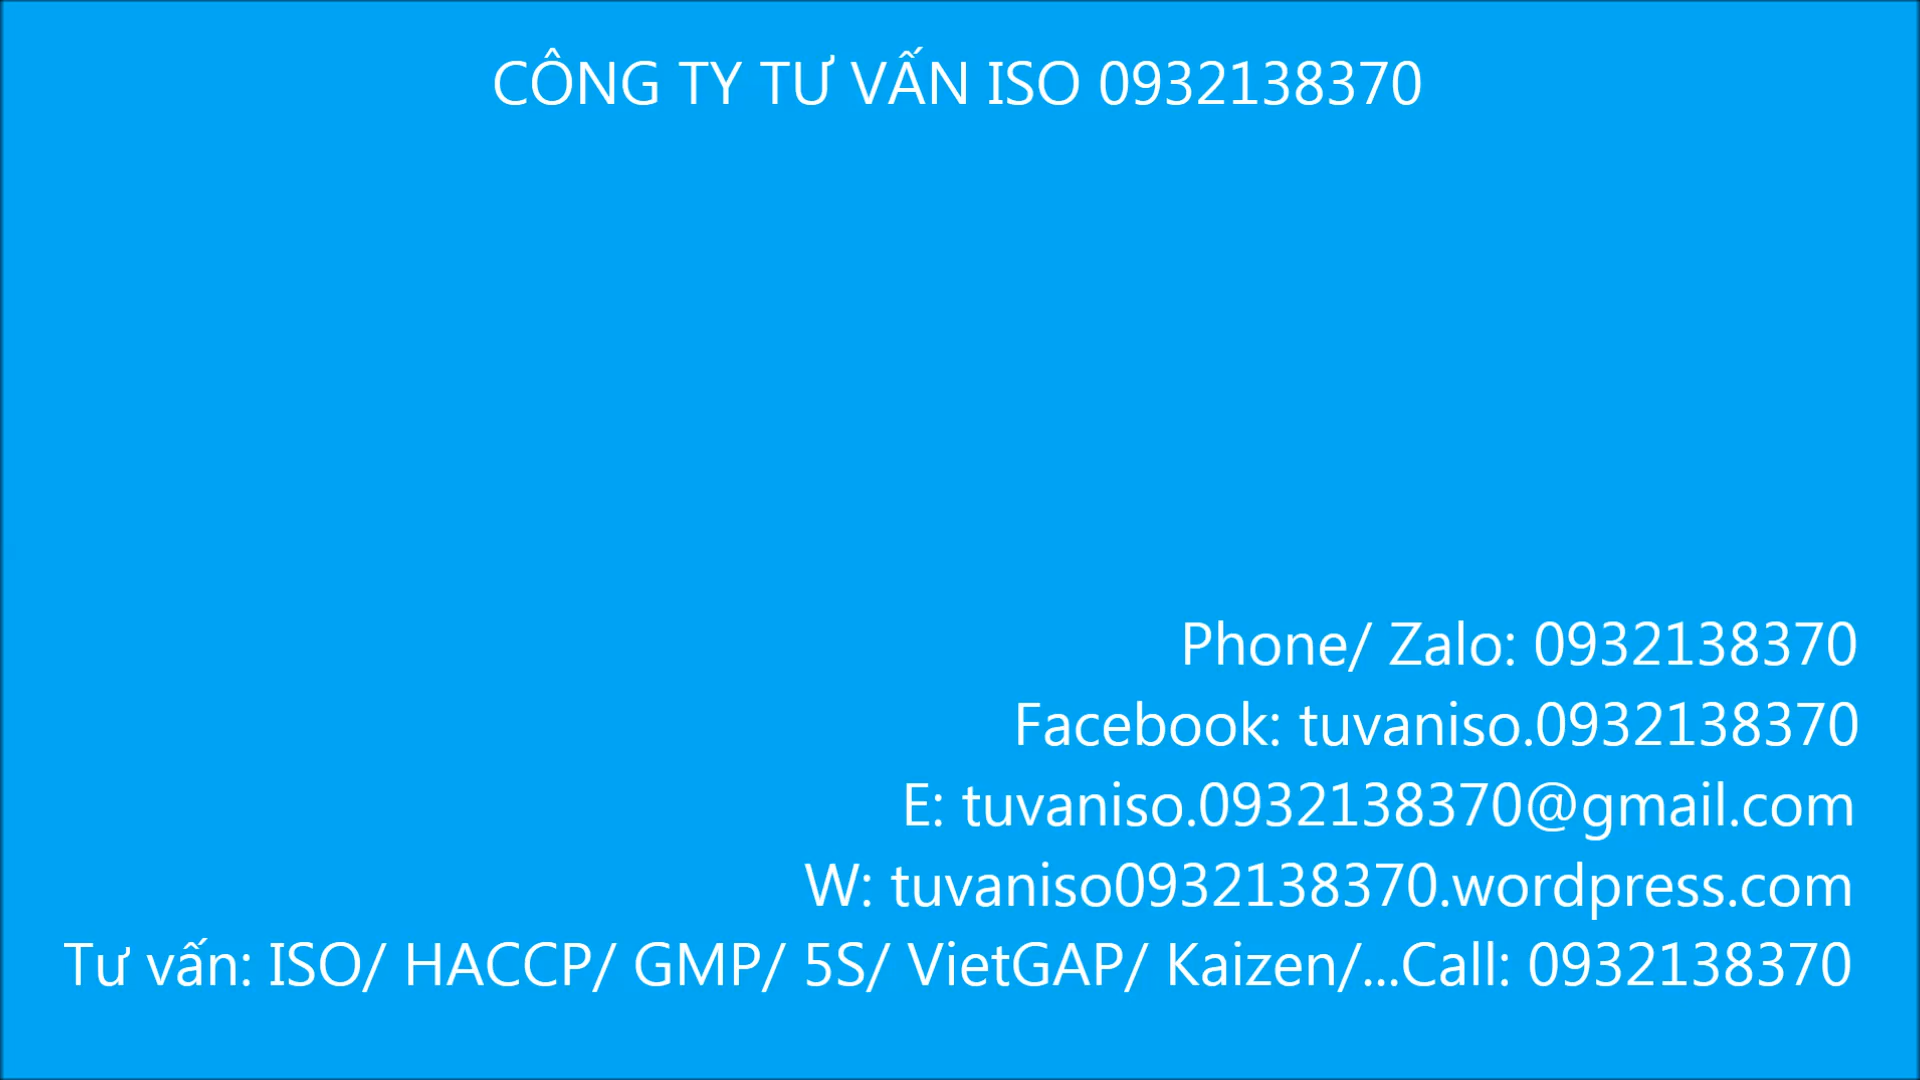 CÔNG TY TƯ VẤN ISO 0932138370
Phone/ Zalo: 0932138370
Facebook: tuvaniso.0932138370
E: tuvaniso.0932138370@gmail.com
W: tuvaniso0932138370.wordpress.com
Tư vấn: ISO/ HACCP/ GMP/ 5S/ VietGAP/ Kaizen/...Call: 0932138370